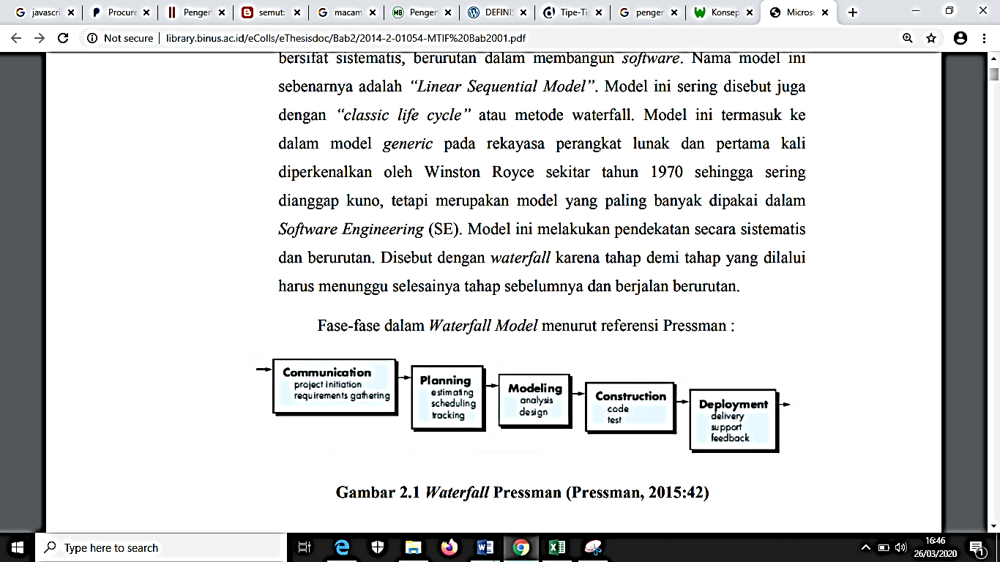 javascri
Procure
Penger
semut:
macam
Penger
DEFINIS
Tipe-Tip
penger
Konsep
Microso
Not secure | library.binus.ac.id/eColls/eThesisdoc/Bab2/2014-2-01054-MTIF%20Bab2001.pdf
bersifat sistematis, berurutan dalam membangun software. Nama model ini
sebenarnya adalah “Linear Sequential Model”. Model ini sering disebut juga
dengan “classic life cycle” atau metode waterfall. Model ini termasuk ke
dalam model generic pada rekayasa perangkat lunak dan pertama kali
diperkenalkan oleh Winston Royce sekitar tahun 1970 sehingga sering
dianggap kuno, tetapi merupakan model yang paling banyak dipakai dalam
Software Engineering (SE). Model ini melakukan pendekatan secara sistematis
dan berurutan. Disebut dengan waterfall karena tahap demi tahap yang dilalui
harus menunggu selesainya tahap sebelumnya dan berjalan berurutan.
Fase-fase dalam Waterfall Model menurut referensi Pressman :
Communication
project initiation
requirements gathering
Planning
estimating
scheduling
tracking
Modeling
analysis
design
Construction
code
test
Deployment
delivery
support
feedback
Gambar 2.1 Waterfall Pressman (Pressman, 2015:42)
Type here to search
16:46
26/03/2020
1